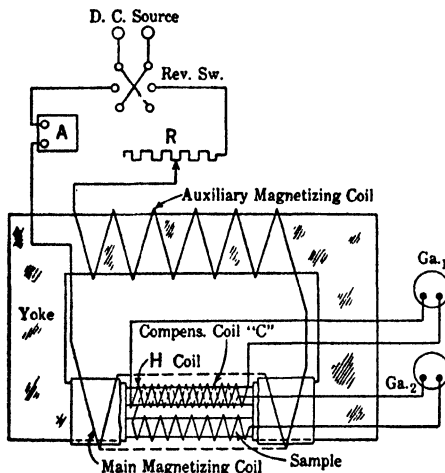 D. C. Source
Rev. Sw.
A
R
Auxiliary Magnetizing Coil
Ga.1
Yoke
Compens. Coil "C"
H Coil
Ga.2
Sample
Main Magnetizing Coil